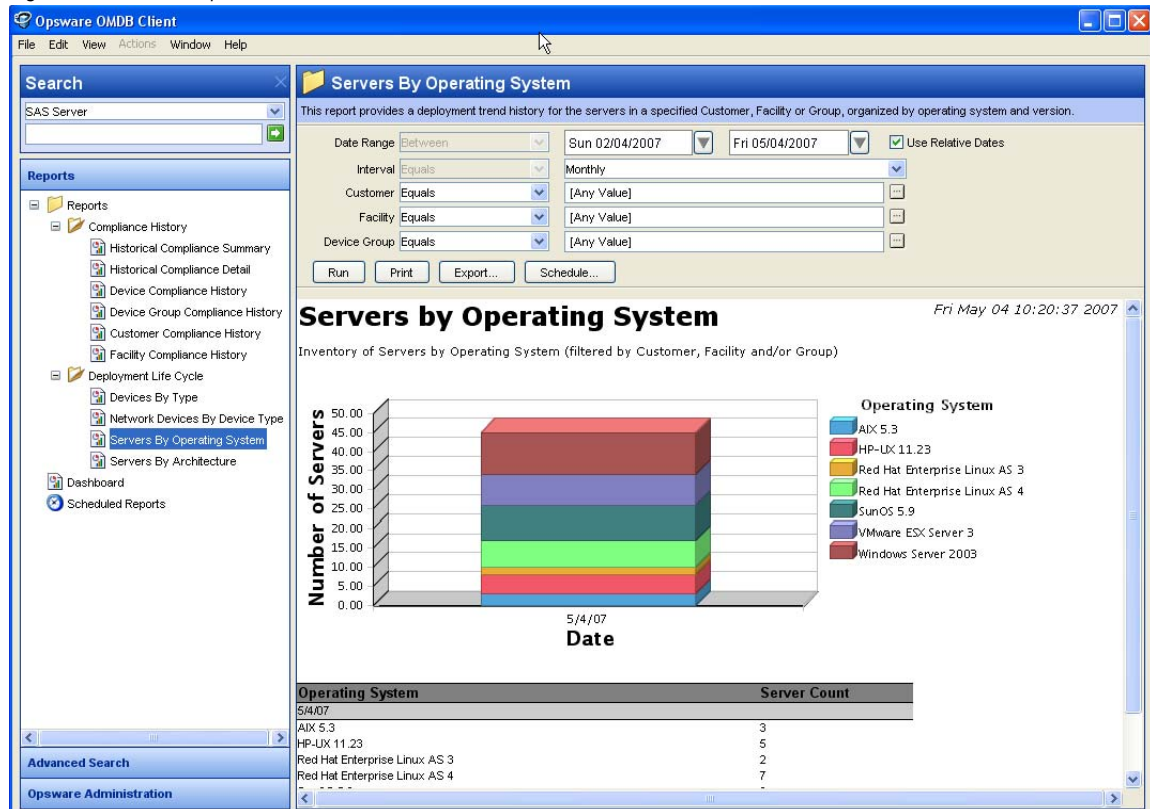 Opsware OMDB Client
File Edit View Actions Window Help
Search
SAS Server
Reports
Reports
Compliance History
Historical Compliance Summary
Historical Compliance Detail
Device Compliance History
Device Group Compliance History
Customer Compliance History
Facility Compliance History
Deployment Life Cycle
Devices By Type
Network Devices By Device Type
Servers By Operating System
Servers By Architecture
Dashboard
Scheduled Reports
Advanced Search
Opsware Administration
Servers By Operating System
This report provides a deployment trend history for the servers in a specified Customer, Facility or Group, organized by operating system and version.
Date Range Between Sun 02/04/2007 Fri 05/04/2007 Use Relative Dates
Interval Equals Monthly
Customer Equals [Any Value]
Facility Equals [Any Value]
Device Group Equals [Any Value]
Run Print Export... Schedule...
Servers by Operating System
Fri May 04 10:20:37 2007
Inventory of Servers by Operating System (filtered by Customer, Facility and/or Group)
Number of Servers
50.00
45.00
40.00
35.00
30.00
25.00
20.00
15.00
10.00
5.00
0.00
5/4/07
Date
Operating System
AIX 5.3
HP-UX 11.23
Red Hat Enterprise Linux AS 3
Red Hat Enterprise Linux AS 4
SunOS 5.9
VMware ESX Server 3
Windows Server 2003
Operating System Server Count
5/4/07
AIX 5.3 3
HP-UX 11.23 5
Red Hat Enterprise Linux AS 3 2
Red Hat Enterprise Linux AS 4 7